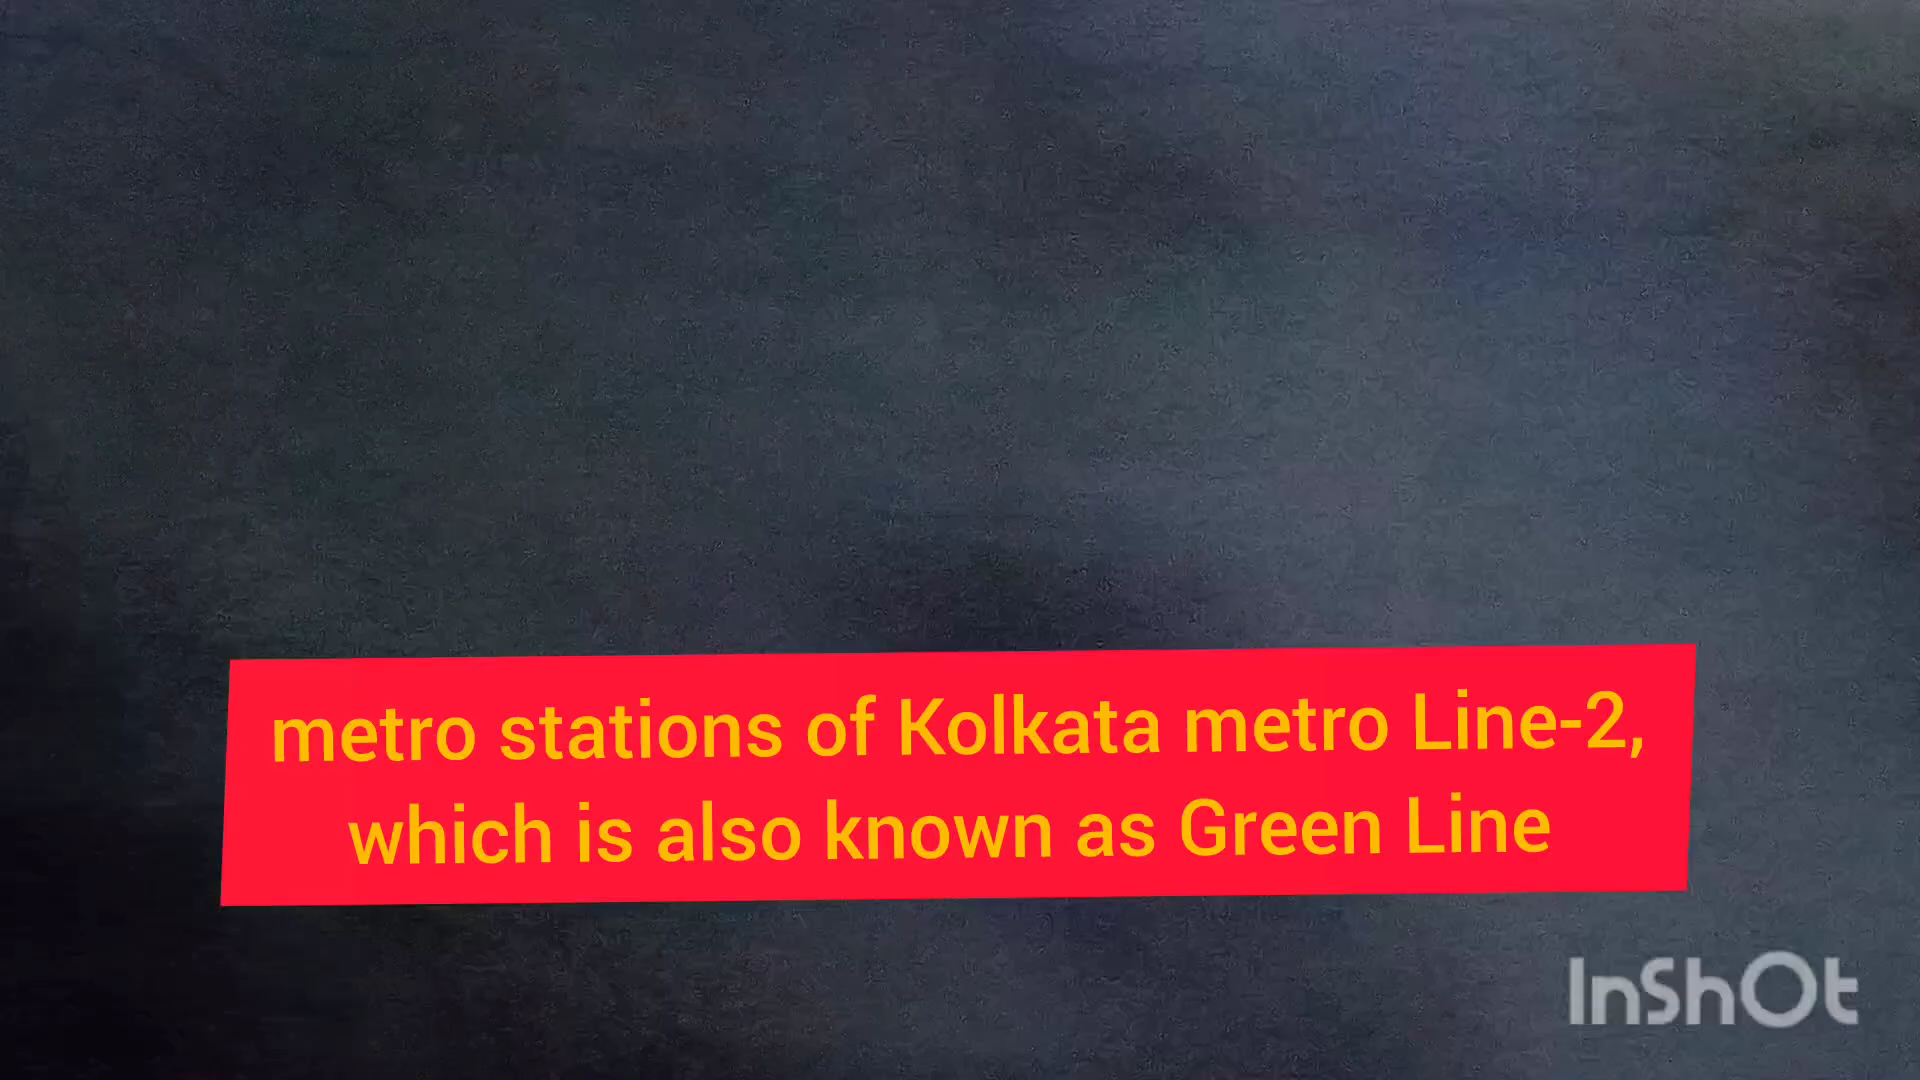 metro stations of Kolkata metro Line-2,
which is also known as Green Line
InShOt